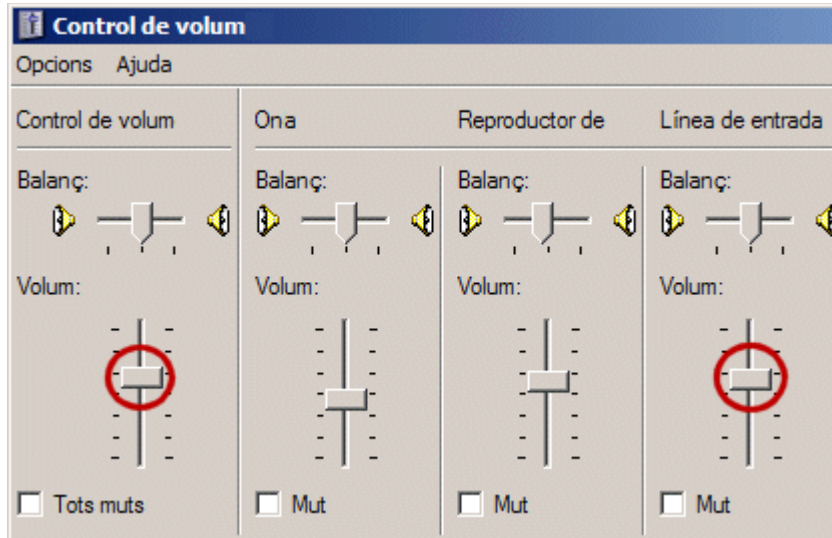 Control de volum
Opcions Ajuda
Control de volum Ona Reproductor de Línea de entrada
Balanç: Balanç: Balanç: Balanç:
Volum: Volum: Volum: Volum:
Tots muts Mut Mut Mut